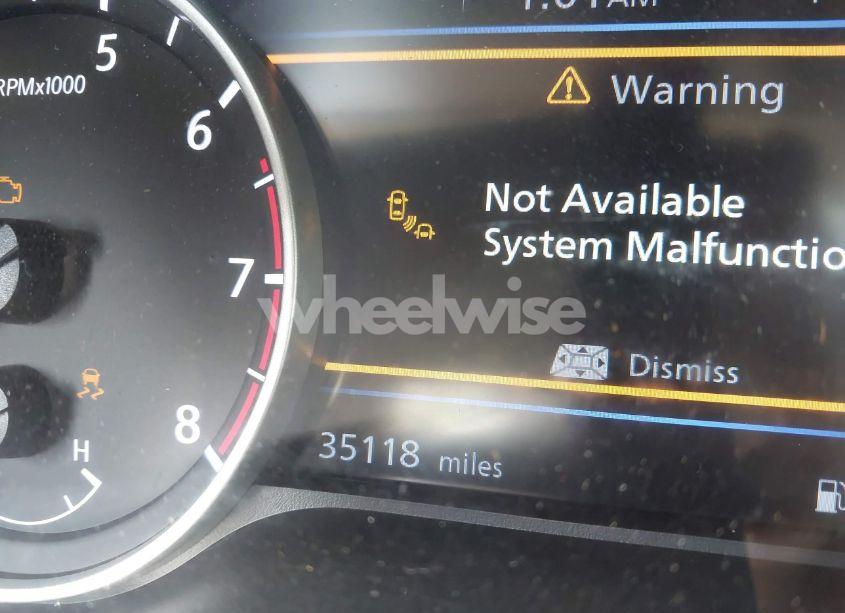 5
RPMx1000
6
7
8
H
Warning
Not Available
System Malfunctio
Dismiss
35118 miles
wheelwise